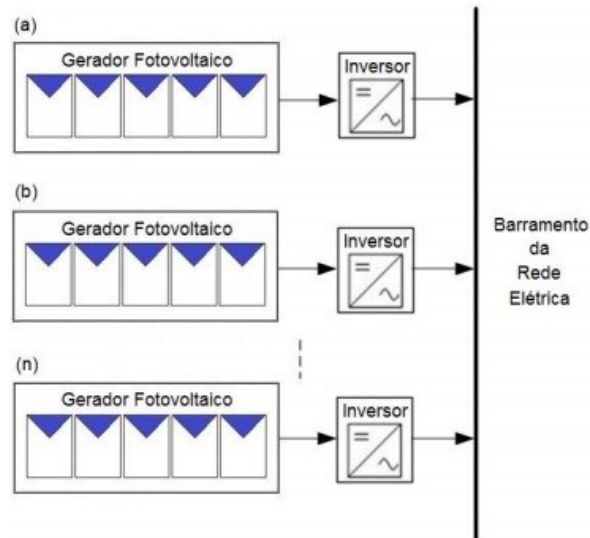 (a)
Gerador Fotovoltaico
Inversor
(b)
Gerador Fotovoltaico
Inversor
Barramento
da
Rede
Elétrica
(n)
Gerador Fotovoltaico
Inversor